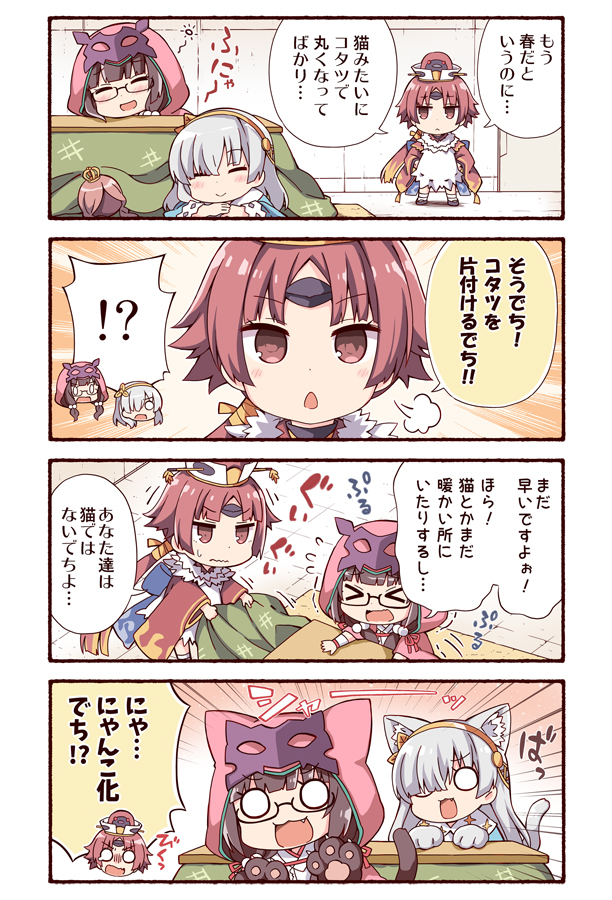 もう
春だと
いうのに…
猫みたいに
コタツで
丸くなって
ばかり…
ふにゃ
そうでち!
コタツを
片付けるでち!!
!?
まだ
早いですよぉ!
ほら!
猫とかまだ
暖かい所に
いたりするし…
ぷる
ぷる
ぐい
ぐい
あなた達は
猫では
ないでちよ…
シャーーッ
ばっ
にゃ…
にゃんこ化
でち!?
びくっ